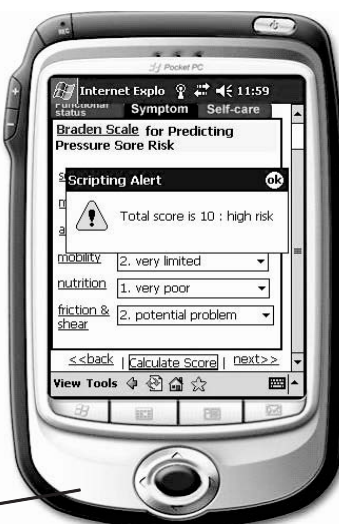 REC
Pocket PC
Internet Explo 11:59
Functional status Symptom Self-care
Braden Scale for Predicting
Pressure Sore Risk
Scripting Alert ok
Total score is 10 : high risk
mobility 2. very limited
nutrition 1. very poor
friction & shear 2. potential problem
<<back | Calculate Score | next>>
View Tools